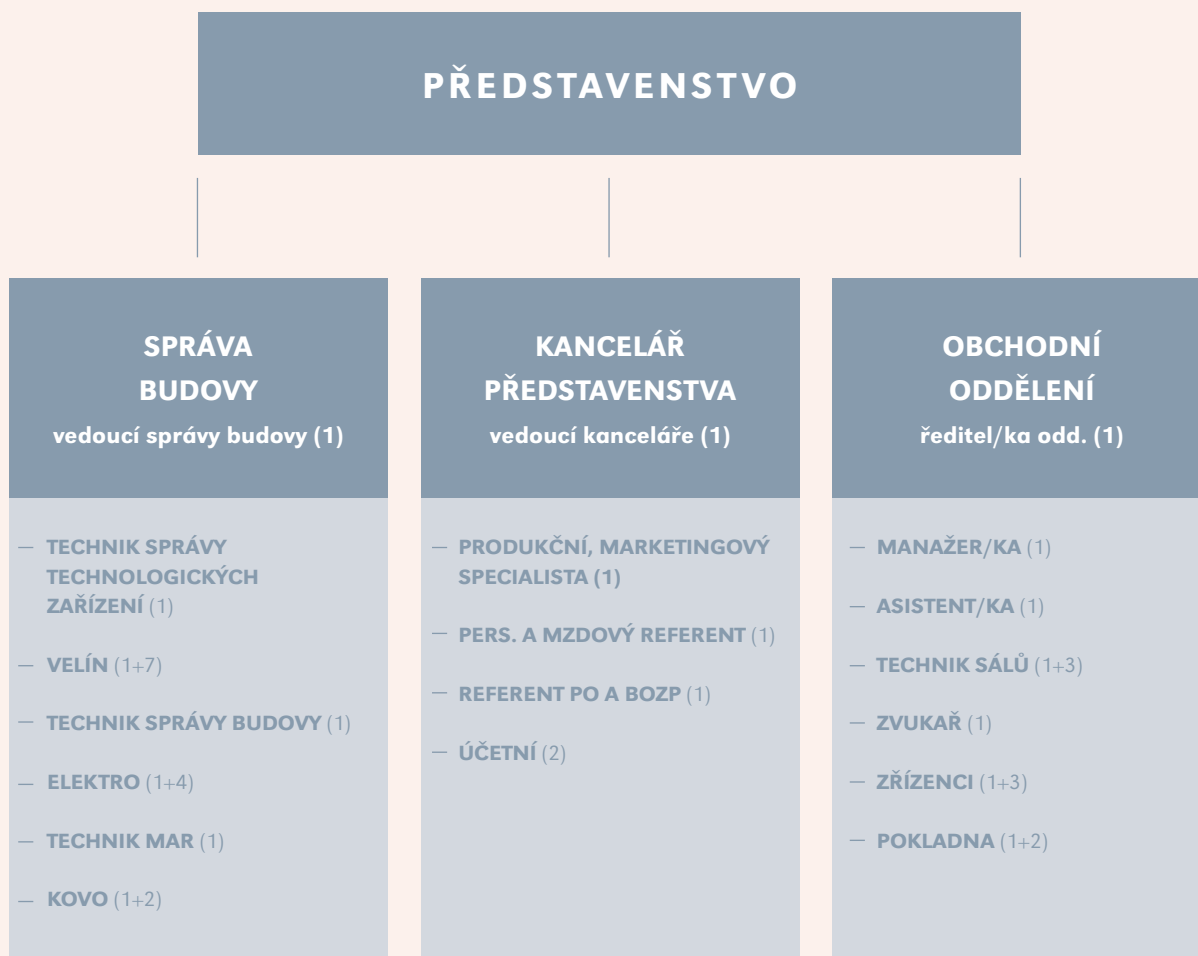 PŘEDSTAVENSTVO
SPRÁVA
BUDOVY
vedoucí správy budovy (1)
— TECHNIK SPRÁVY
TECHNOLOGICKÝCH
ZAŘÍZENÍ (1)
— VELÍN (1+7)
— TECHNIK SPRÁVY BUDOVY (1)
— ELEKTRO (1+4)
— TECHNIK MAR (1)
— KOVO (1+2)
KANCELÁŘ
PŘEDSTAVENSTVA
vedoucí kanceláře (1)
— PRODUKČNÍ, MARKETINGOVÝ
SPECIALISTA (1)
— PERS. A MZDOVÝ REFERENT (1)
— REFERENT PO A BOZP (1)
— ÚČETNÍ (2)
OBCHODNÍ
ODDĚLENÍ
ředitel/ka odd. (1)
— MANAŽER/KA (1)
— ASISTENT/KA (1)
— TECHNIK SÁLŮ (1+3)
— ZVUKAŘ (1)
— ZŘÍZENCI (1+3)
— POKLADNA (1+2)